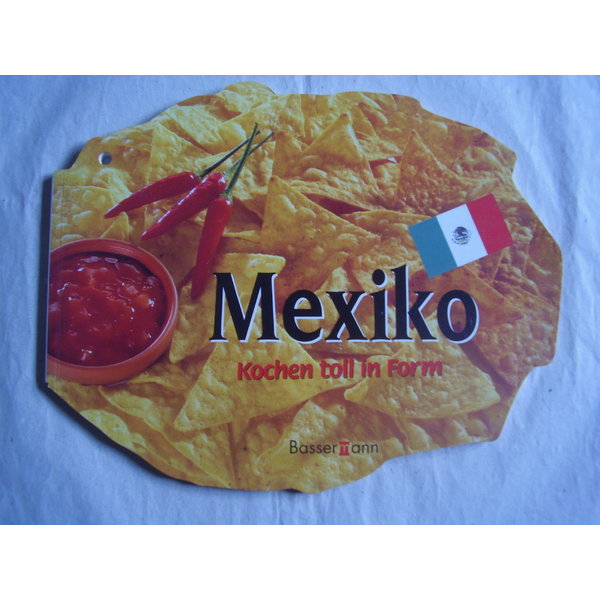 Mexiko
Kochen toll in Form
Bassermann